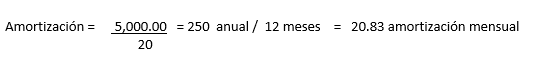 Amortización = 5,000.00 = 250 anual / 12 meses = 20.83 amortización mensual
20